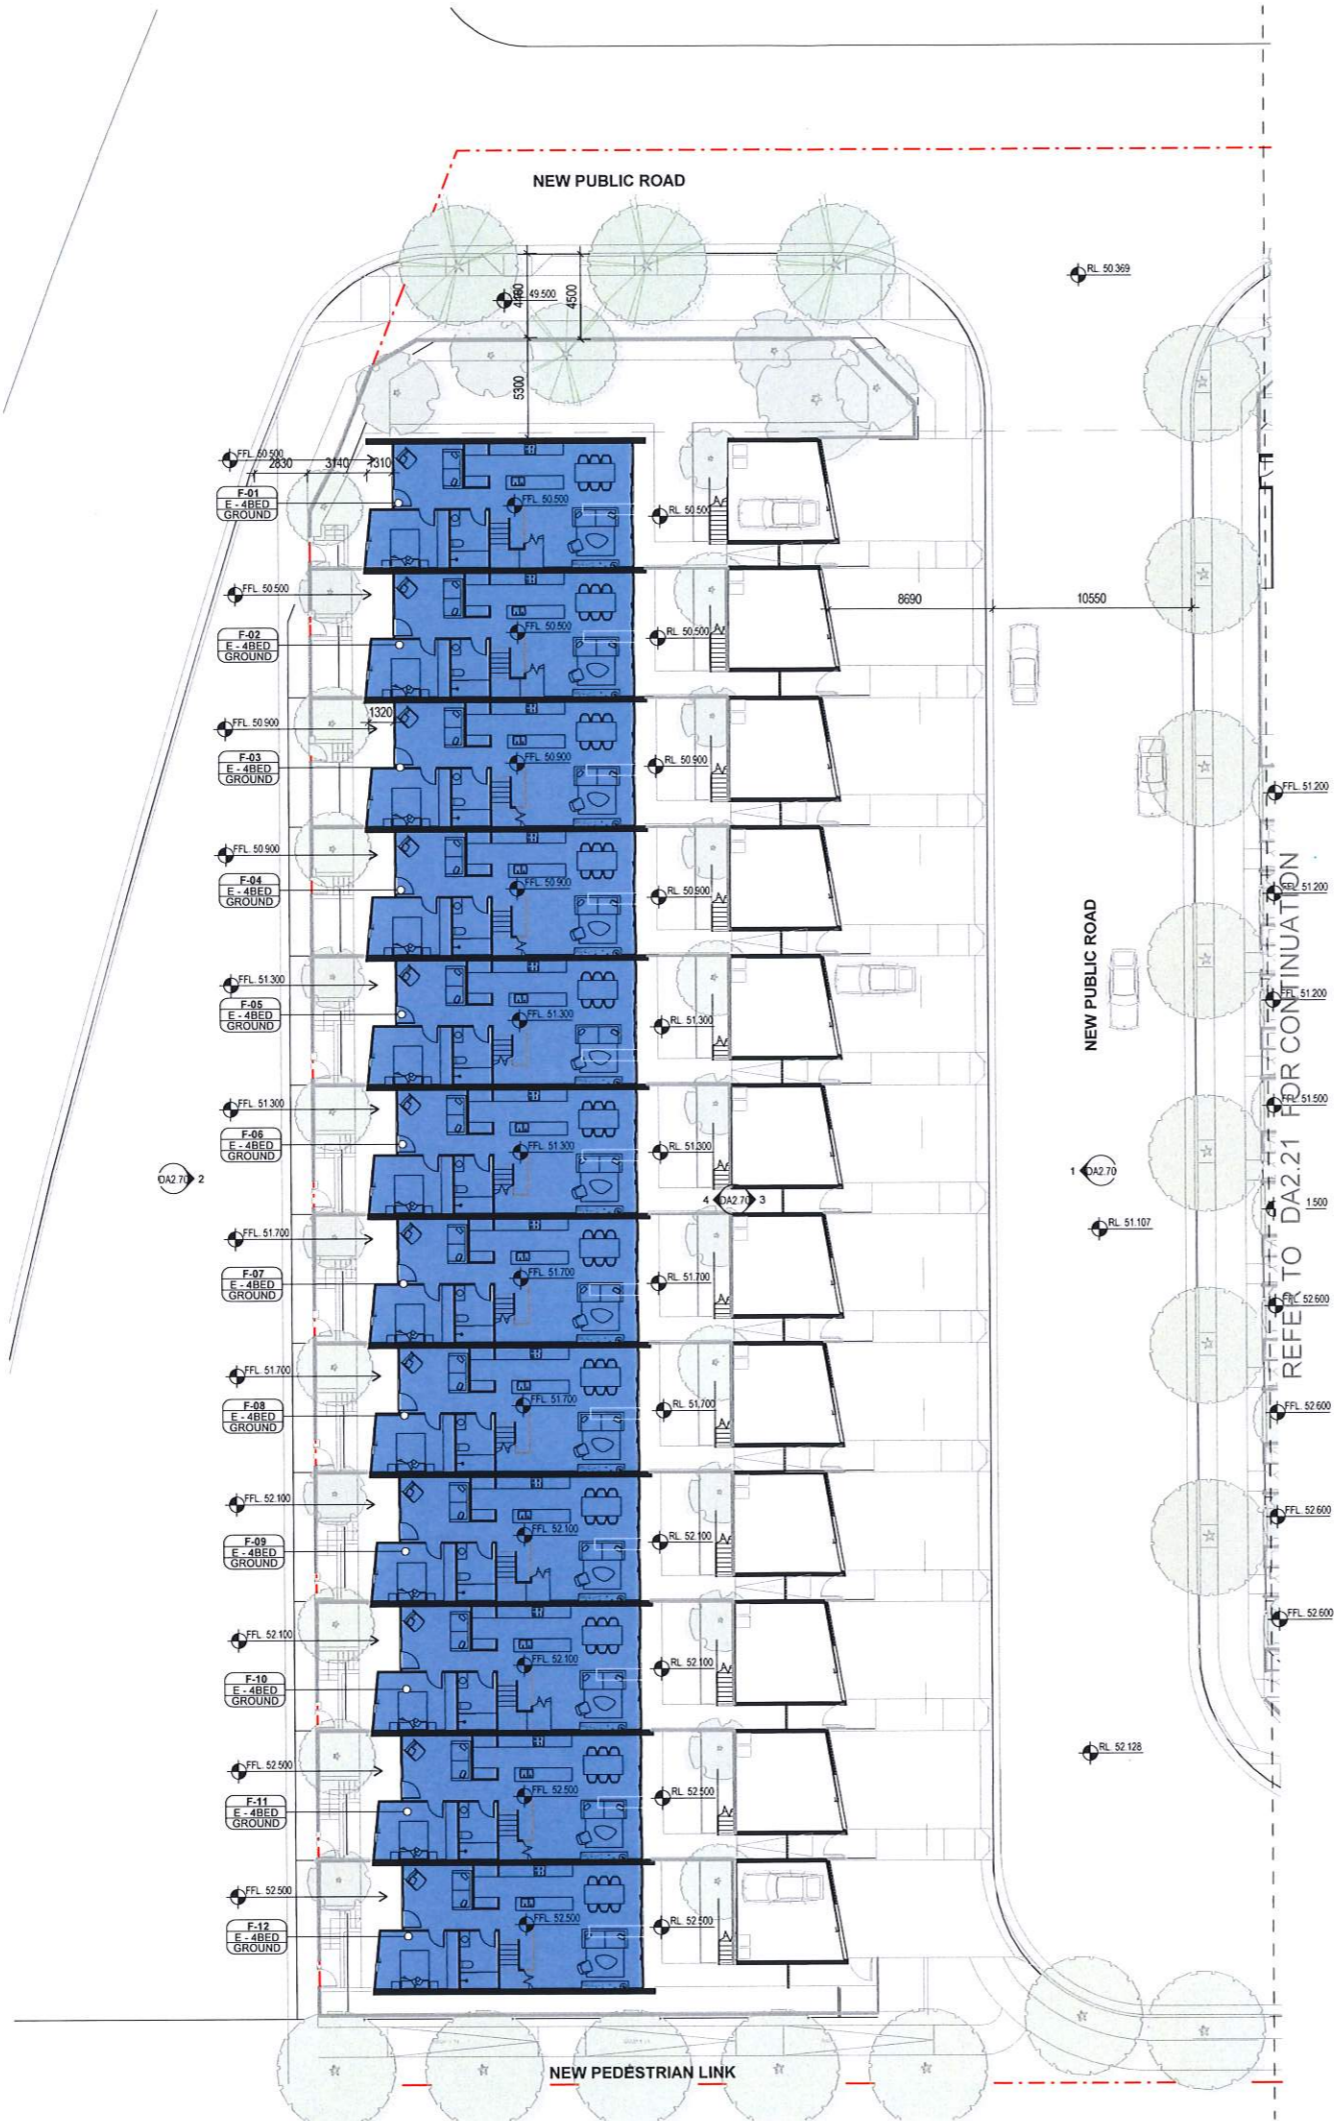 NEW PUBLIC ROAD
RL. 50.369
49.500
4500
5300
FFL. 50.500
2830
3140
1310
F-01
E - 4BED
GROUND
FFL. 50.500
RL. 50.500
FFL. 50.500
8690
10550
F-02
E - 4BED
GROUND
FFL. 50.500
RL. 50.500
1320
FFL. 50.900
F-03
E - 4BED
GROUND
FFL. 50.900
RL. 50.900
FFL. 51.200
FFL. 50.900
F-04
E - 4BED
GROUND
FFL. 50.900
RL. 50.900
FFL. 51.200
NEW PUBLIC ROAD
REFER TO DA2.21 FOR CONTINUATION
FFL. 51.300
F-05
E - 4BED
GROUND
FFL. 51.300
RL. 51.300
FFL. 51.200
FFL. 51.300
F-06
E - 4BED
GROUND
FFL. 51.300
RL. 51.300
FFL. 51.500
DA2.70 2
4 DA2.70 3
1 DA2.70
1.500
RL. 51.107
FFL. 51.700
F-07
E - 4BED
GROUND
FFL. 51.700
RL. 51.700
FFL. 52.600
FFL. 51.700
F-08
E - 4BED
GROUND
FFL. 51.700
RL. 51.700
FFL. 52.600
FFL. 52.100
F-09
E - 4BED
GROUND
FFL. 52.100
RL. 52.100
FFL. 52.600
FFL. 52.100
F-10
E - 4BED
GROUND
FFL. 52.100
RL. 52.100
FFL. 52.600
RL. 52.128
FFL. 52.500
F-11
E - 4BED
GROUND
FFL. 52.500
RL. 52.500
FFL. 52.500
F-12
E - 4BED
GROUND
FFL. 52.500
RL. 52.500
NEW PEDESTRIAN LINK